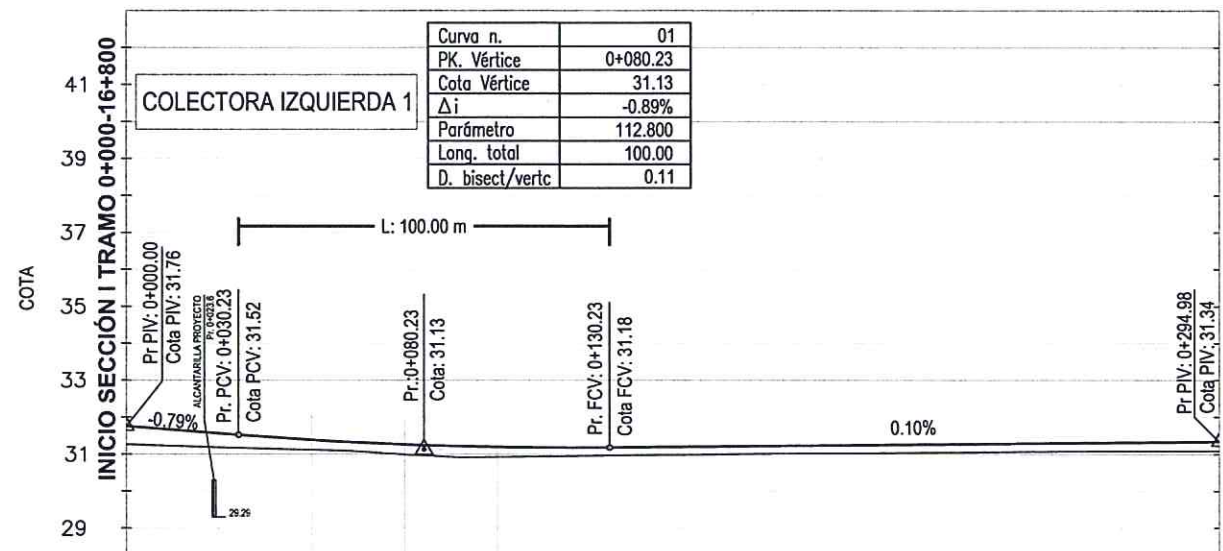 Curva n. 01
PK. Vértice 0+080.23
Cota Vértice 31.13
Δi -0.89%
Parámetro 112.800
Long. total 100.00
D. bisect/vertc 0.11
COLECTORA IZQUIERDA 1
INICIO SECCIÓN I TRAMO 0+000-16+800
COTA
41
39
37
35
33
31
29
L: 100.00 m
Pr PIV: 0+000.00
Cota PIV: 31.76
ALCANTARILLA PROYECTO
Pr. 0+023.6
Pr. PCV: 0+030.23
Cota PCV: 31.52
Pr.:0+080.23
Cota: 31.13
Pr. FCV: 0+130.23
Cota FCV: 31.18
Pr PIV: 0+294.98
Cota PIV: 31.34
-0.79%
0.10%
29.29